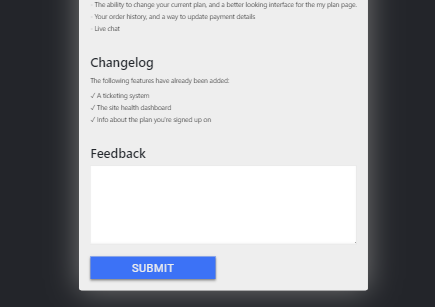 · The ability to change your current plan, and a better looking interface for the my plan page.
· Your order history, and a way to update payment details
· Live chat
Changelog
The following features have already been added:
✓ A ticketing system
✓ The site health dashboard
✓ Info about the plan you're signed up on
Feedback
SUBMIT